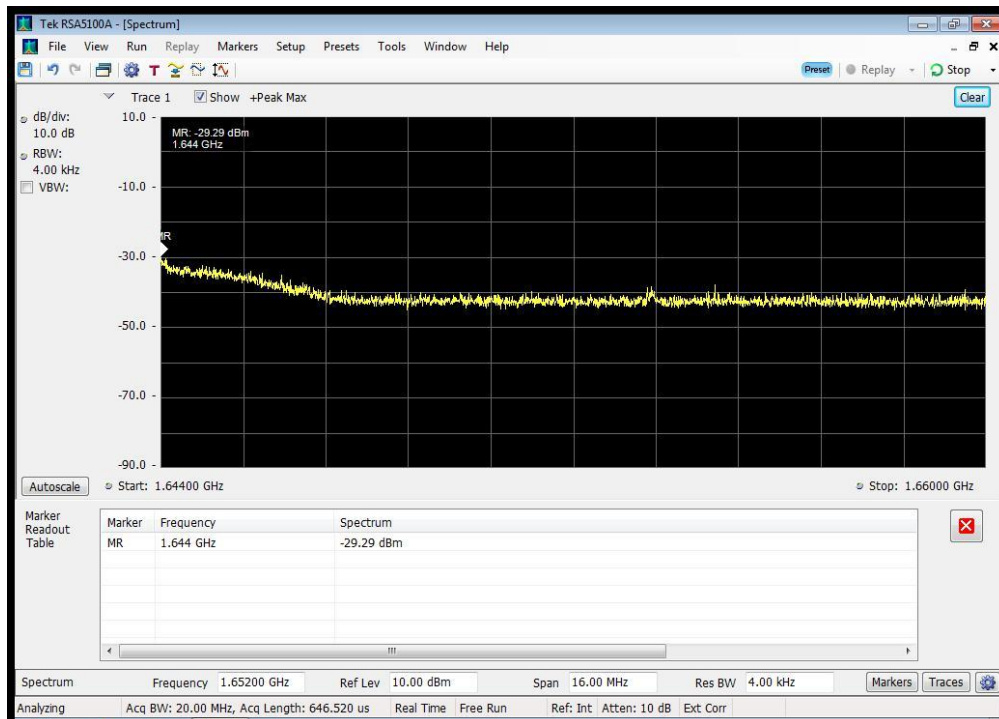 Tek RSA5100A - [Spectrum]
File View Run Replay Markers Setup Presets Tools Window Help
T
Preset Replay Stop
Trace 1 Show +Peak Max Clear
dB/div:
10.0 dB
RBW:
4.00 kHz
VBW:
10.0
MR: -29.29 dBm
1.644 GHz
-10.0
-30.0
-50.0
-70.0
-90.0
Autoscale Start: 1.64400 GHz Stop: 1.66000 GHz
Marker
Readout
Table
Marker Frequency Spectrum
MR 1.644 GHz -29.29 dBm
Spectrum Frequency 1.65200 GHz Ref Lev 10.00 dBm Span 16.00 MHz Res BW 4.00 kHz Markers Traces
Analyzing Acq BW: 20.00 MHz, Acq Length: 646.520 us Real Time Free Run Ref: Int Atten: 10 dB Ext Corr